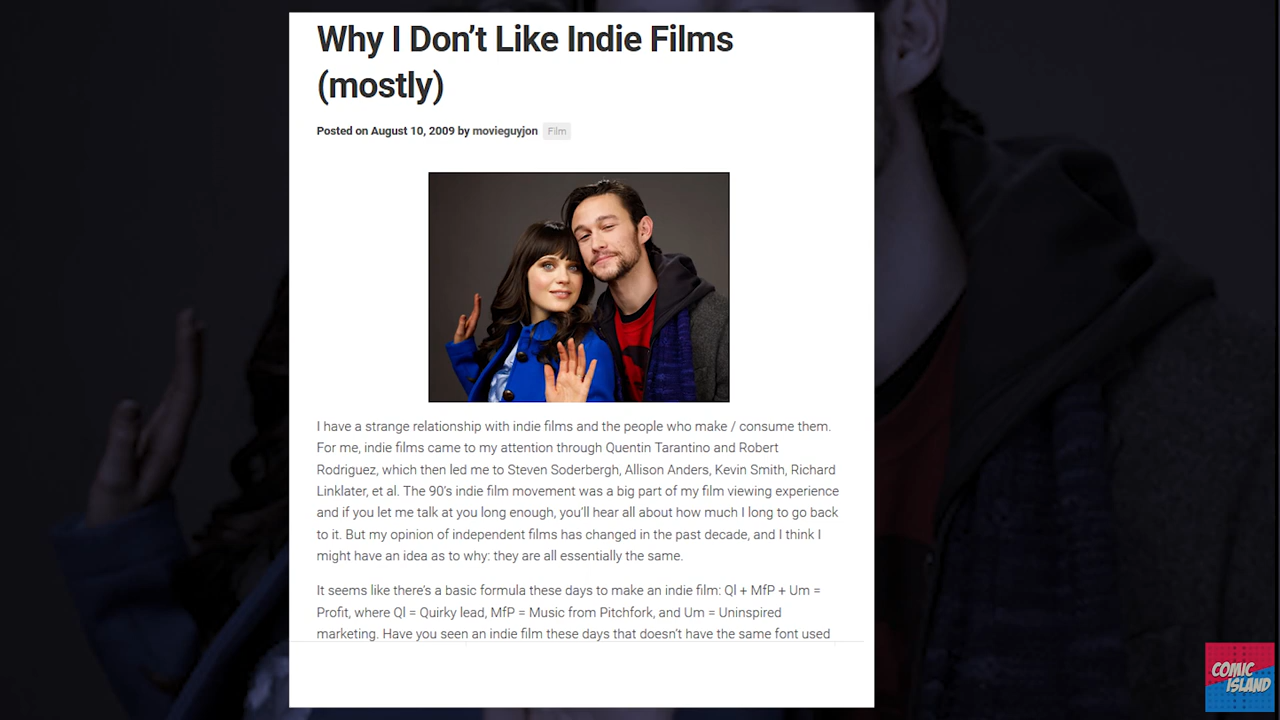 Why I Don’t Like Indie Films
(mostly)
Posted on August 10, 2009 by movieguyjon Film
I have a strange relationship with indie films and the people who make / consume them.
For me, indie films came to my attention through Quentin Tarantino and Robert
Rodriguez, which then led me to Steven Soderbergh, Allison Anders, Kevin Smith, Richard
Linklater, et al. The 90’s indie film movement was a big part of my film viewing experience
and if you let me talk at you long enough, you’ll hear all about how much I long to go back
to it. But my opinion of independent films has changed in the past decade, and I think I
might have an idea as to why: they are all essentially the same.
It seems like there’s a basic formula these days to make an indie film: Ql + MfP + Um =
Profit, where Ql = Quirky lead, MfP = Music from Pitchfork, and Um = Uninspired
marketing. Have you seen an indie film these days that doesn’t have the same font used
COMIC
ISLAND